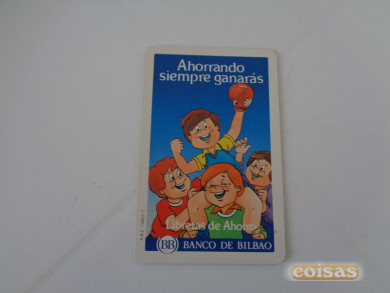 Ahorrando
siempre ganarás
Libretas de Ahorro
BB BANCO DE BILBAO
coisas